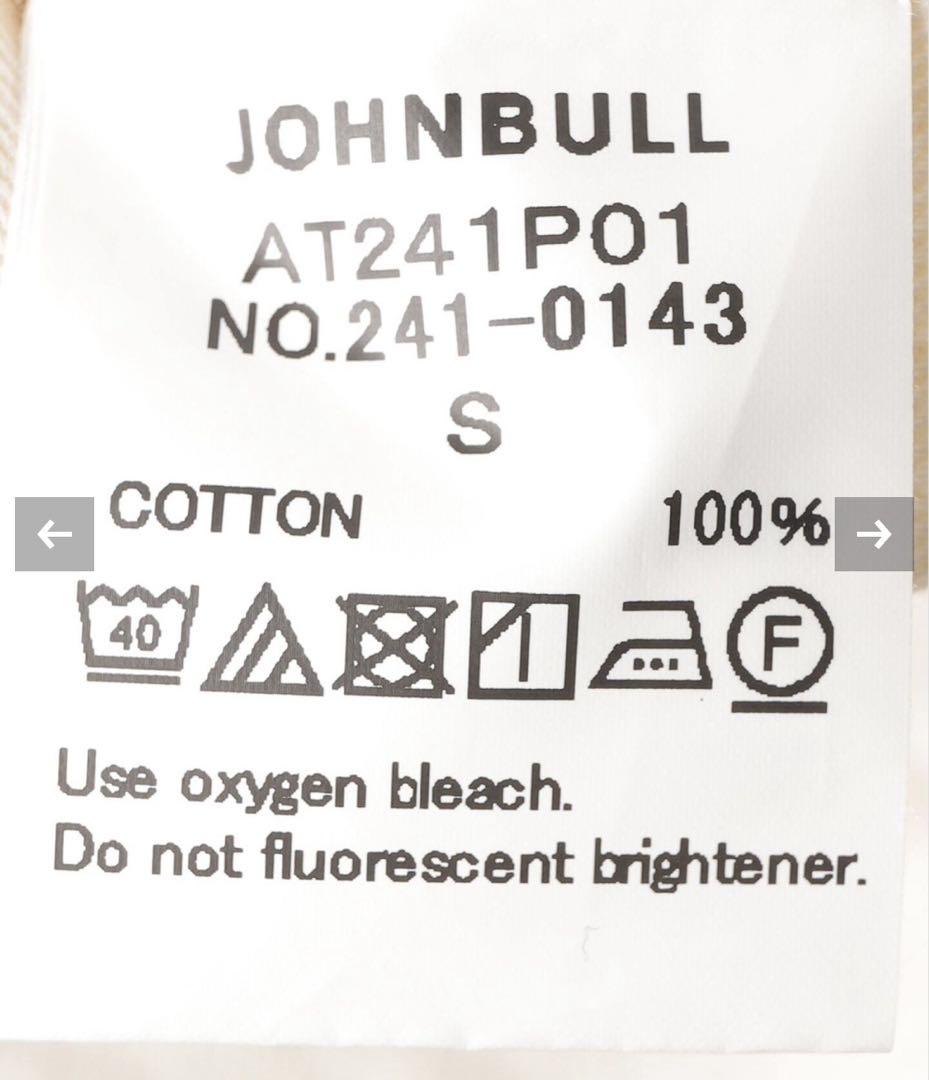 JOHNBULL
AT241P01
NO.241-0143
S
COTTON 100%
40
F
Use oxygen bleach.
Do not fluorescent brightener.